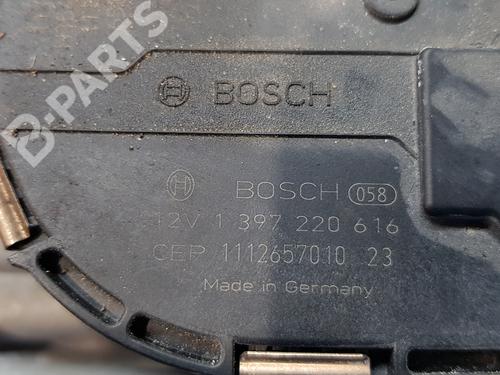 B-PARTS
BOSCH
BOSCH 058
12V 1 397 220 616
CEP 1112657010 23
Made in Germany